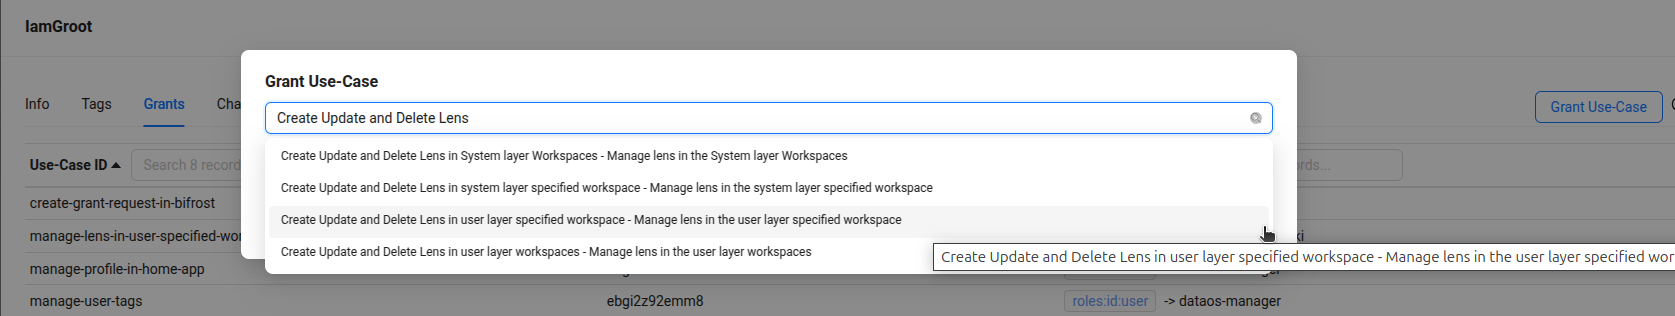 IamGroot
Grant Use-Case
Info Tags Grants Cha
Create Update and Delete Lens
Grant Use-Case
Use-Case ID Search 8 record
rds...
Create Update and Delete Lens in System layer Workspaces - Manage lens in the System layer Workspaces
Create Update and Delete Lens in system layer specified workspace - Manage lens in the system layer specified workspace
create-grant-request-in-bifrost
Create Update and Delete Lens in user layer specified workspace - Manage lens in the user layer specified workspace
manage-lens-in-user-specified-wor
ki
Create Update and Delete Lens in user layer workspaces - Manage lens in the user layer workspaces
Create Update and Delete Lens in user layer specified workspace - Manage lens in the user layer specified wor
manage-profile-in-home-app
manage-user-tags ebgi2z92emm8 roles:id:user -> dataos-manager